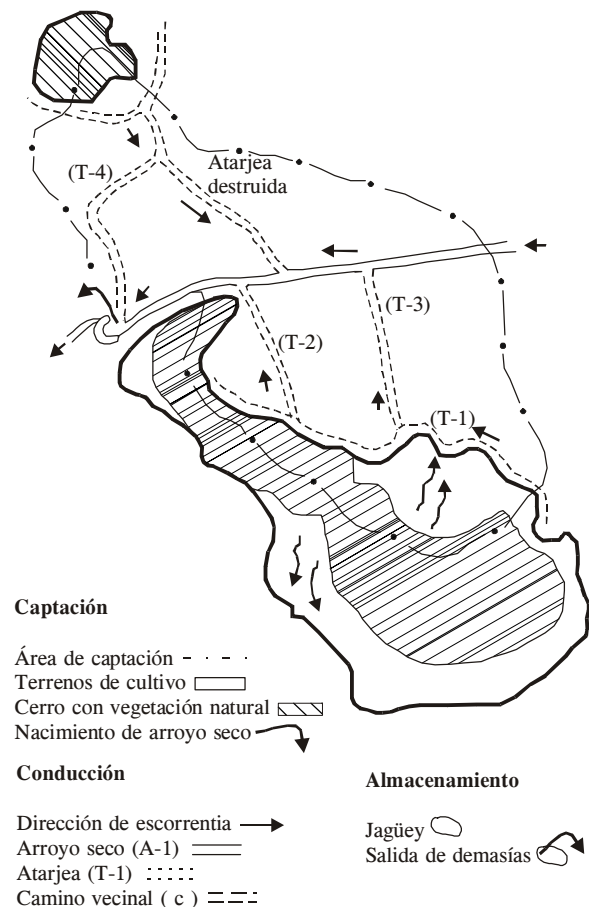 Atarjea
destruida
(T-4)
(T-3)
(T-2)
(T-1)
Captación
Área de captación
Terrenos de cultivo
Cerro con vegetación natural
Nacimiento de arroyo seco
Conducción
Dirección de escorrentia
Arroyo seco (A-1)
Atarjea (T-1)
Camino vecinal ( c )
Almacenamiento
Jagüey
Salida de demasías